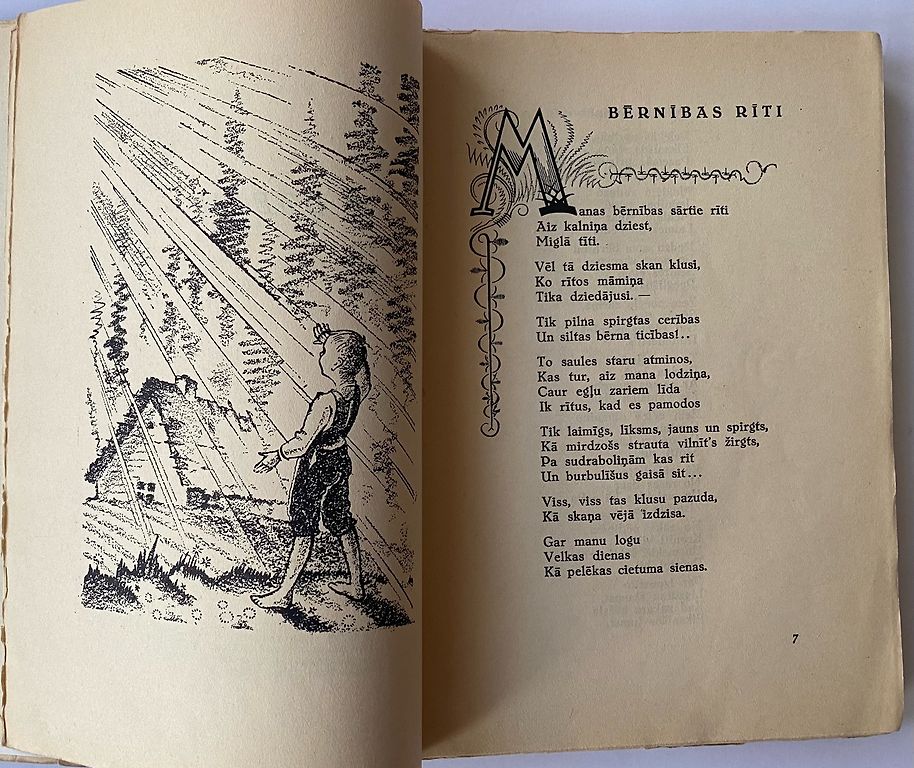 BĒRNĪBAS RĪTI
Manas bērnības sārtie rīti
Aiz kalniņa dziest,
Miglā tīti.
Vēl tā dziesma skan klusi,
Ko rītos māmiņa
Tika dziedājusi. —
Tik pilna spirgtas cerības
Un siltas bērna ticības!..
To saules staru atminos,
Kas tur, aiz mana lodziņa,
Caur egļu zariem līda
Ik rītus, kad es pamodos
Tik laimīgs, līksms, jauns un spirgts,
Kā mirdzošs strauta vilnīt's žirgts,
Pa sudraboliņām kas rit
Un burbulīšus gaisā sit...
Viss, viss tas klusu pazuda,
Kā skaņa vējā izdzisa.
Gar manu logu
Velkas dienas
Kā pelēkas cietuma sienas.
7